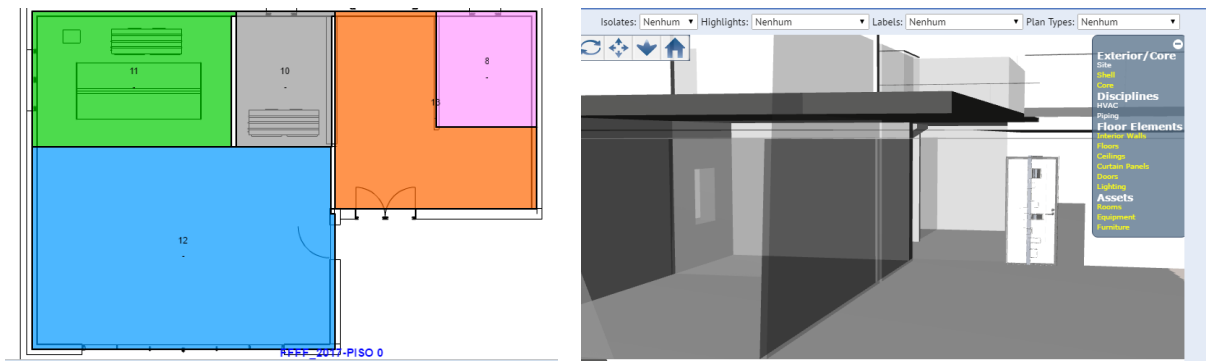 11
-
10
-
8
-
13
12
-
FFFF_2017-PISO 0
Isolates: Nenhum Highlights: Nenhum Labels: Nenhum Plan Types: Nenhum
Exterior/Core
Site
Shell
Core
Disciplines
HVAC
Piping
Floor Elements
Interior Walls
Floors
Ceilings
Curtain Panels
Doors
Lighting
Assets
Rooms
Equipment
Furniture